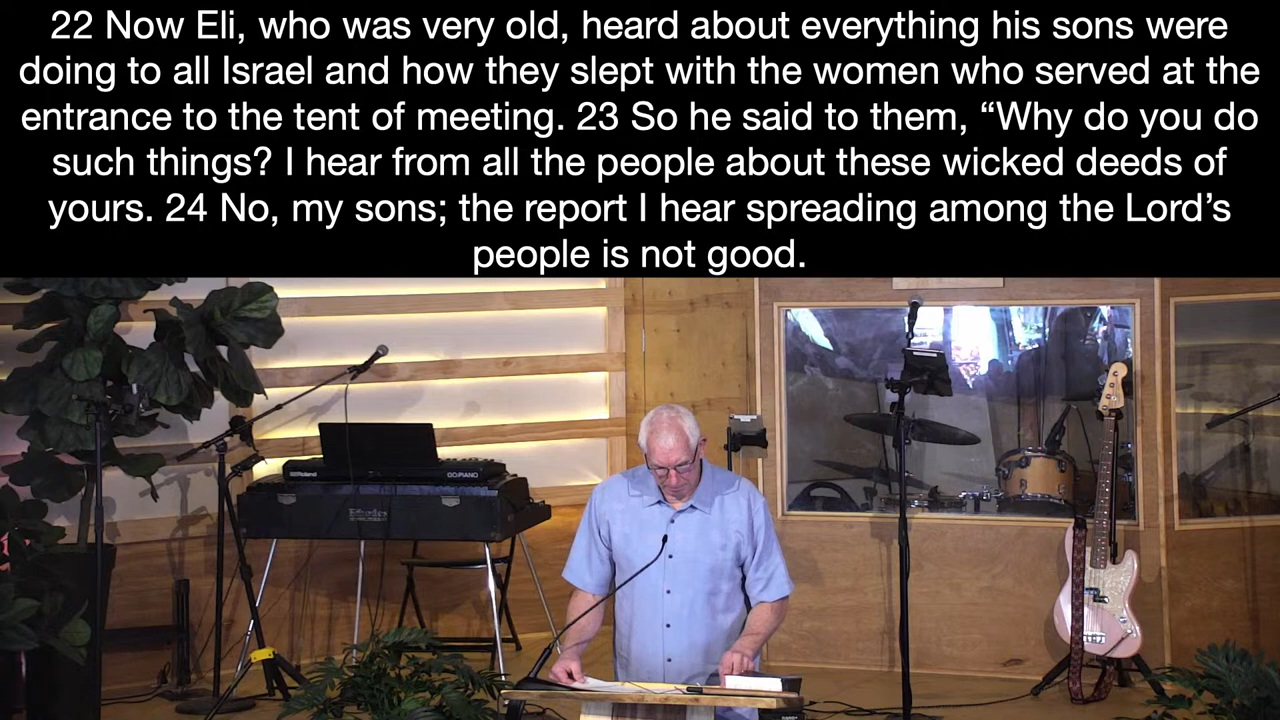 22 Now Eli, who was very old, heard about everything his sons were
doing to all Israel and how they slept with the women who served at the
entrance to the tent of meeting. 23 So he said to them, “Why do you do
such things? I hear from all the people about these wicked deeds of
yours. 24 No, my sons; the report I hear spreading among the Lord’s
people is not good.
Roland
GO:PIANO
Rhodes